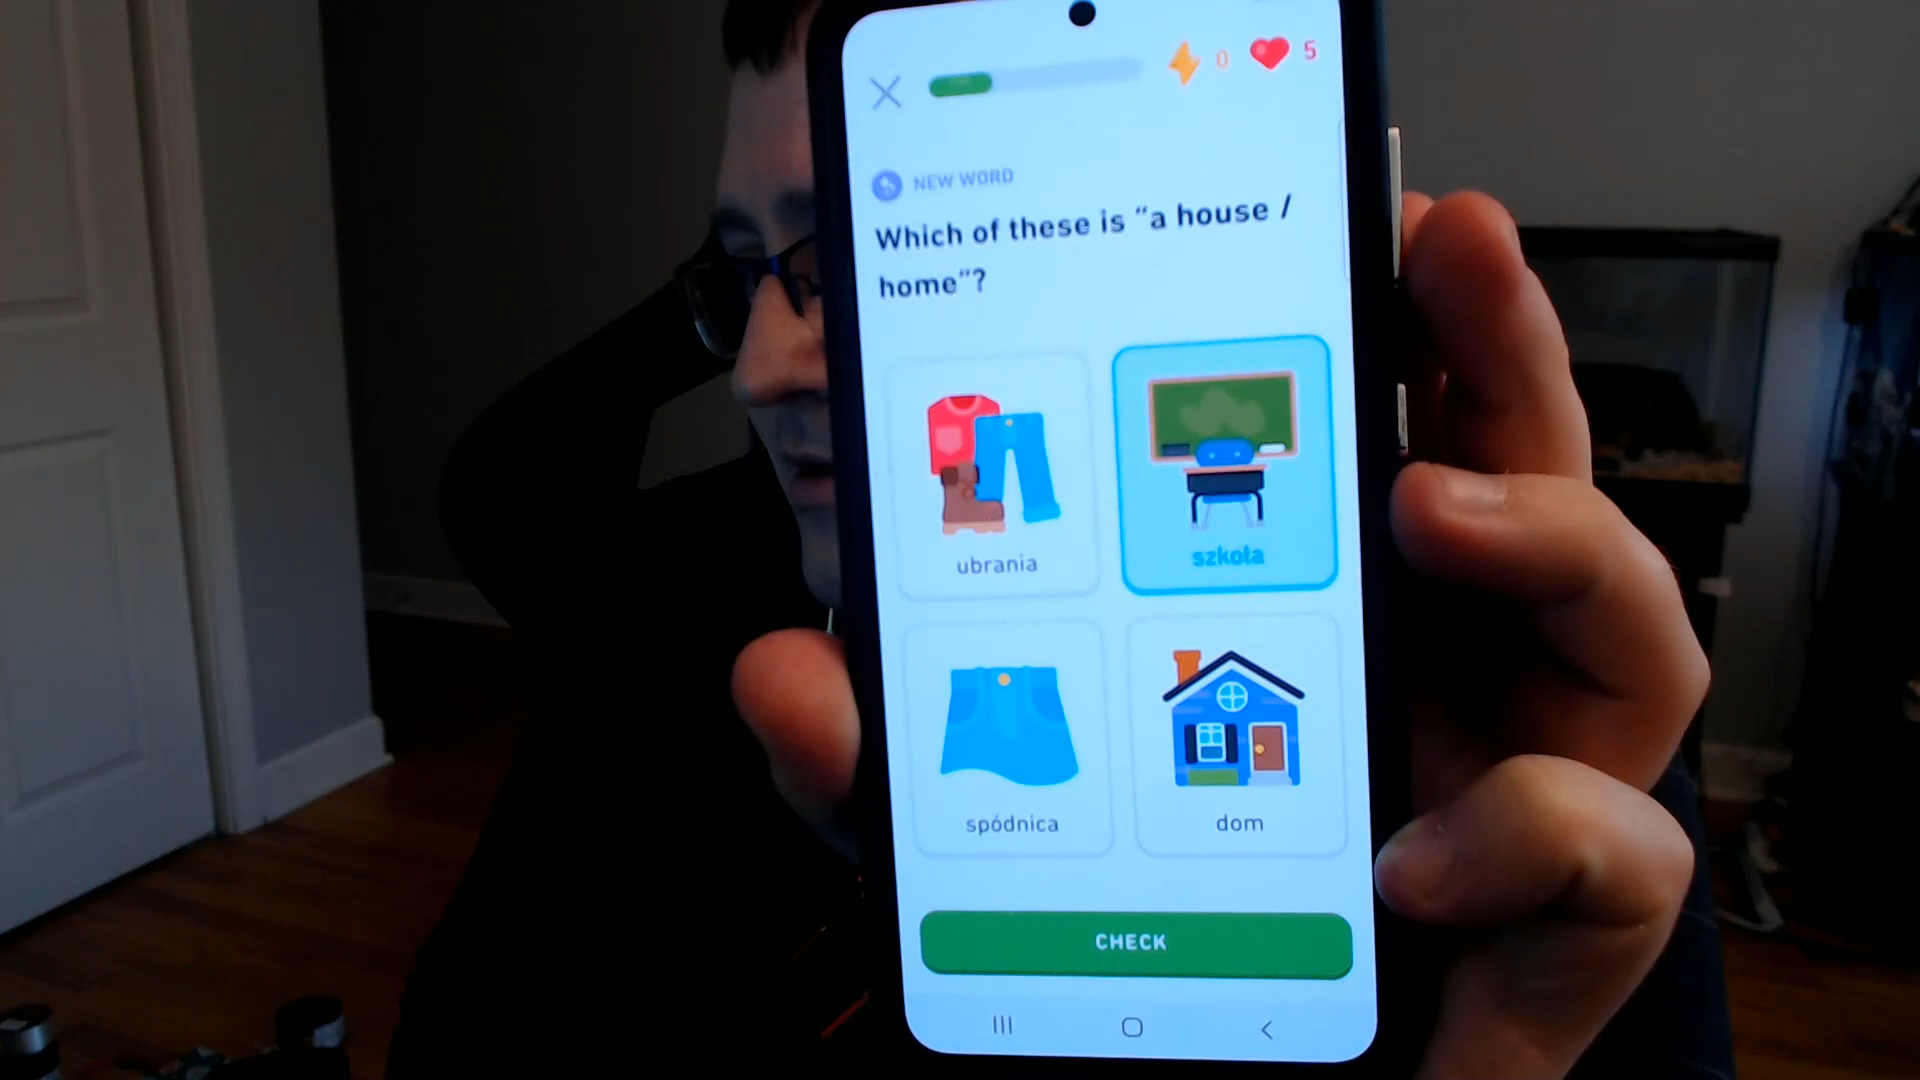 0 5
NEW WORD
Which of these is “a house /
home”?
ubrania
szkoła
spódnica
dom
CHECK